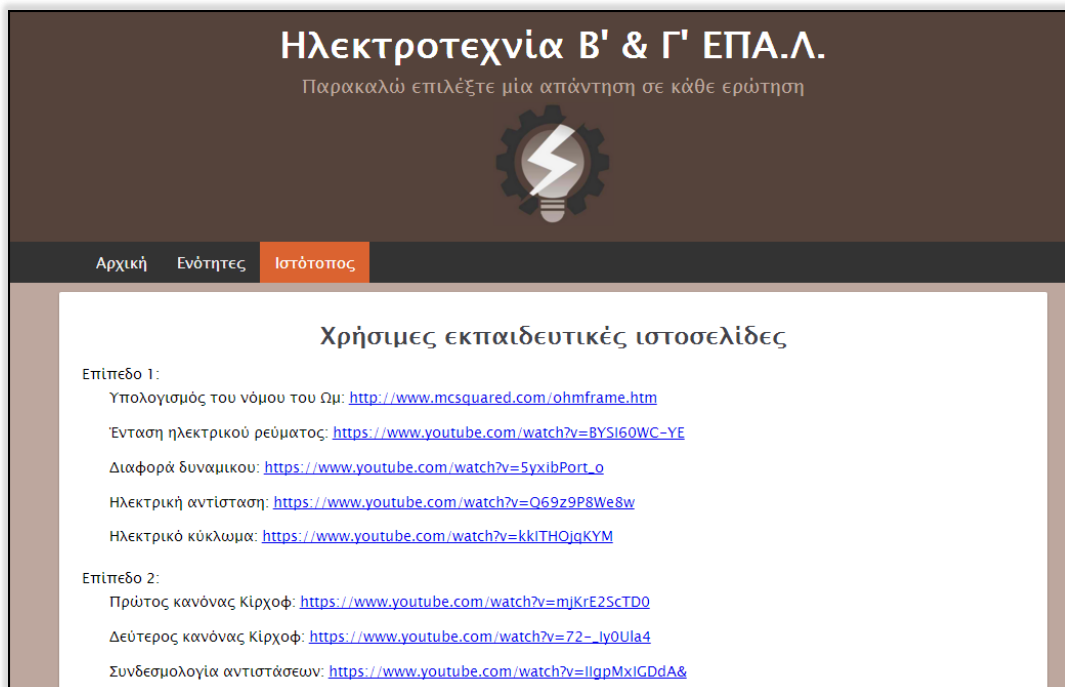 Ηλεκτροτεχνία Β' & Γ' ΕΠΑ.Λ.
Παρακαλώ επιλέξτε μία απάντηση σε κάθε ερώτηση
Αρχική Ενότητες Ιστότοπος
Χρήσιμες εκπαιδευτικές ιστοσελίδες
Επίπεδο 1:
Υπολογισμός του νόμου του Ωμ: http://www.mcsquared.com/ohmframe.htm
Ένταση ηλεκτρικού ρεύματος: https://www.youtube.com/watch?v=BYSI60WC-YE
Διαφορά δυναμικου: https://www.youtube.com/watch?v=5yxibPort_o
Ηλεκτρική αντίσταση: https://www.youtube.com/watch?v=Q69z9P8We8w
Ηλεκτρικό κύκλωμα: https://www.youtube.com/watch?v=kkITHOjqKYM
Επίπεδο 2:
Πρώτος κανόνας Κίρχοφ: https://www.youtube.com/watch?v=mjKrE2ScTD0
Δεύτερος κανόνας Κίρχοφ: https://www.youtube.com/watch?v=72-_Iy0Ula4
Συνδεσμολογία αντιστάσεων: https://www.youtube.com/watch?v=IIgpMxIGDdA&